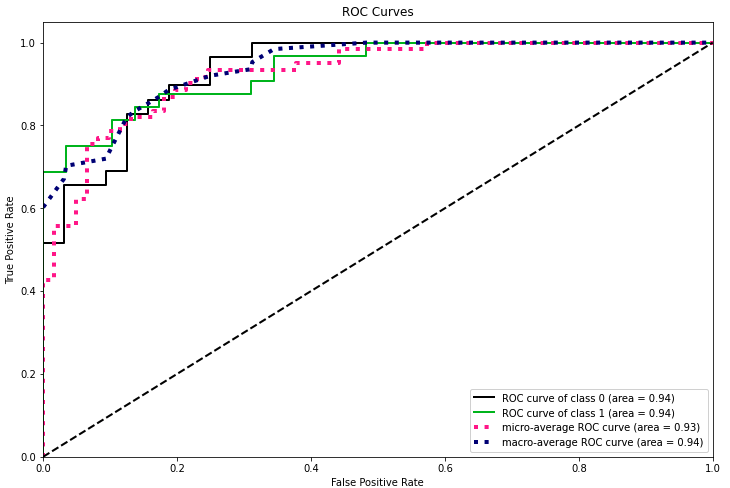 ROC Curves
True Positive Rate
1.0
0.8
0.6
0.4
0.2
0.0
ROC curve of class 0 (area = 0.94)
ROC curve of class 1 (area = 0.94)
micro-average ROC curve (area = 0.93)
macro-average ROC curve (area = 0.94)
0.0 0.2 0.4 0.6 0.8 1.0
False Positive Rate